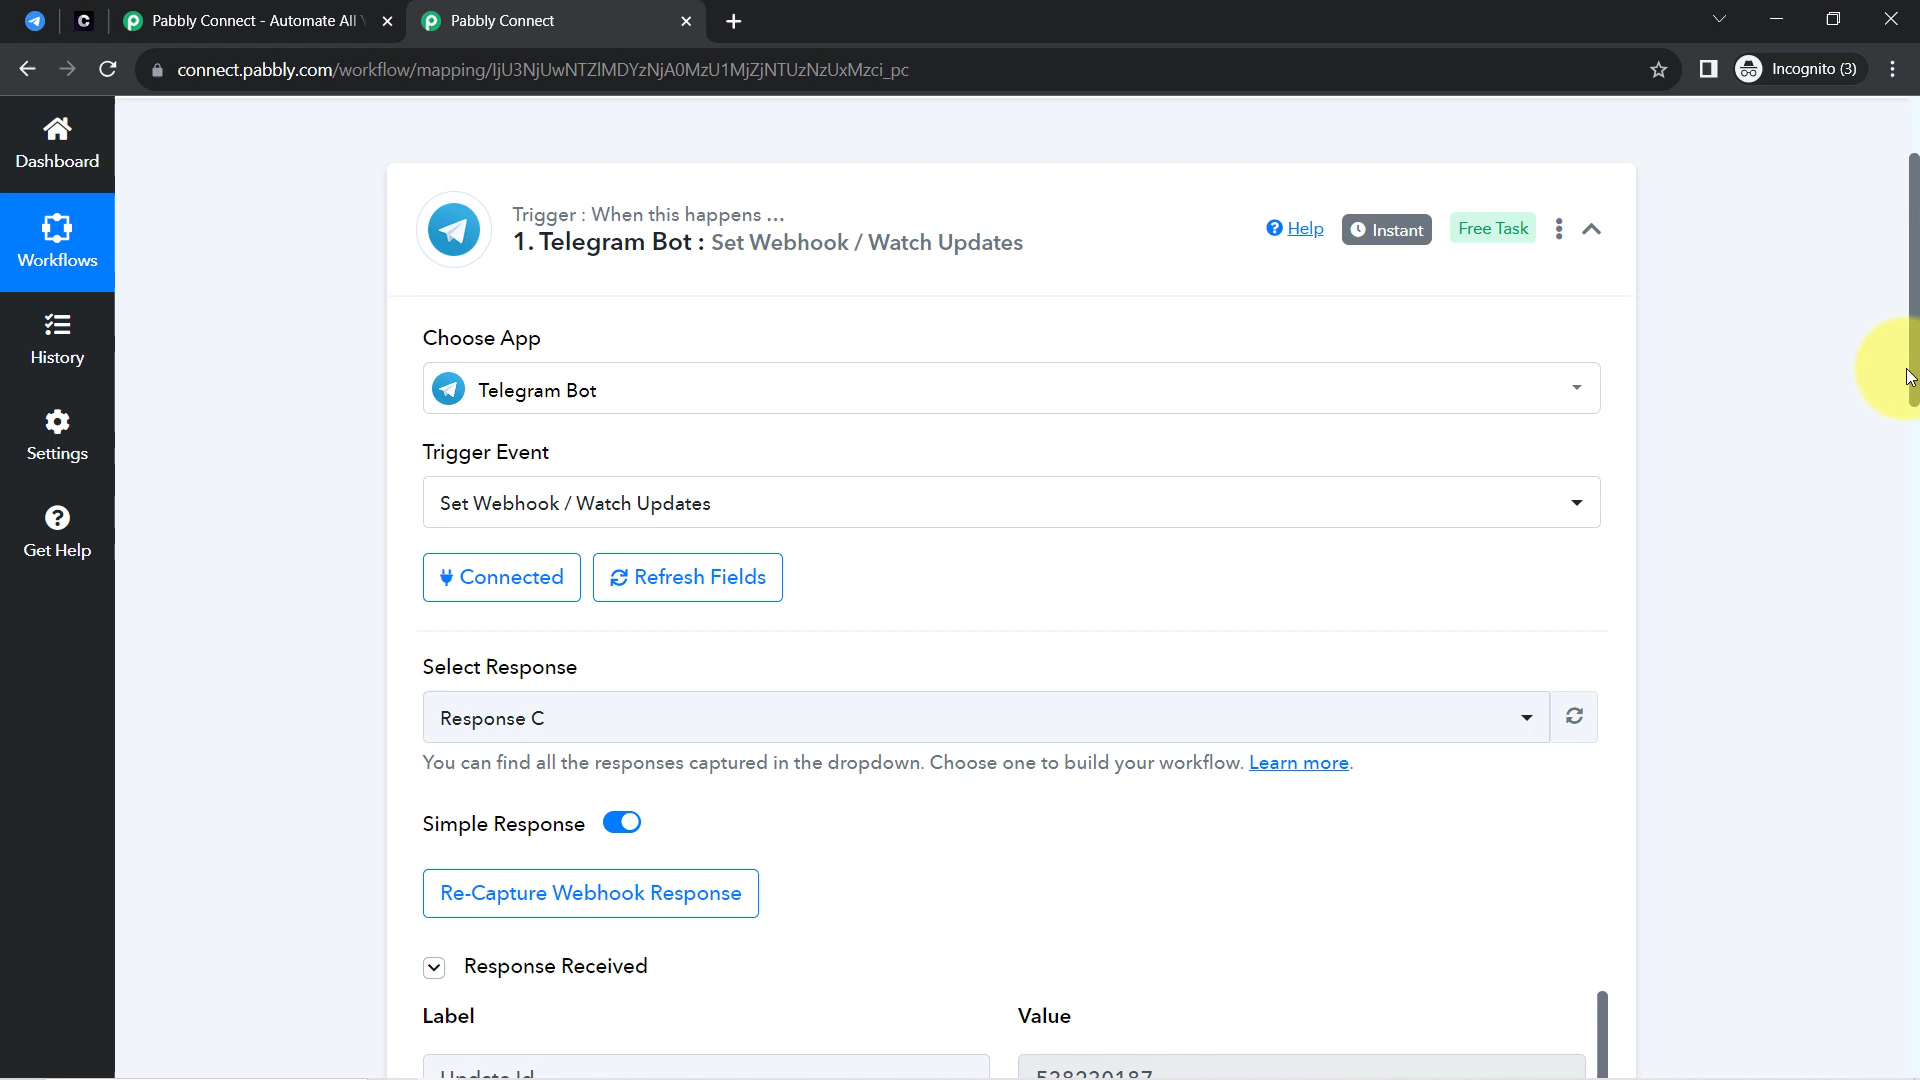 Pabbly Connect - Automate All
Pabbly Connect
connect.pabbly.com/workflow/mapping/IjU3NjUwNTZlMDYzNjA0MzU1MjZjNTUzNzUxMzci_pc
Incognito (3)
Dashboard
Workflows
History
Settings
Get Help
Trigger : When this happens ...
1. Telegram Bot : Set Webhook / Watch Updates
Help
Instant
Free Task
Choose App
Telegram Bot
Trigger Event
Set Webhook / Watch Updates
Connected
Refresh Fields
Select Response
Response C
You can find all the responses captured in the dropdown. Choose one to build your workflow. Learn more.
Simple Response
Re-Capture Webhook Response
Response Received
Label
Value
Update Id